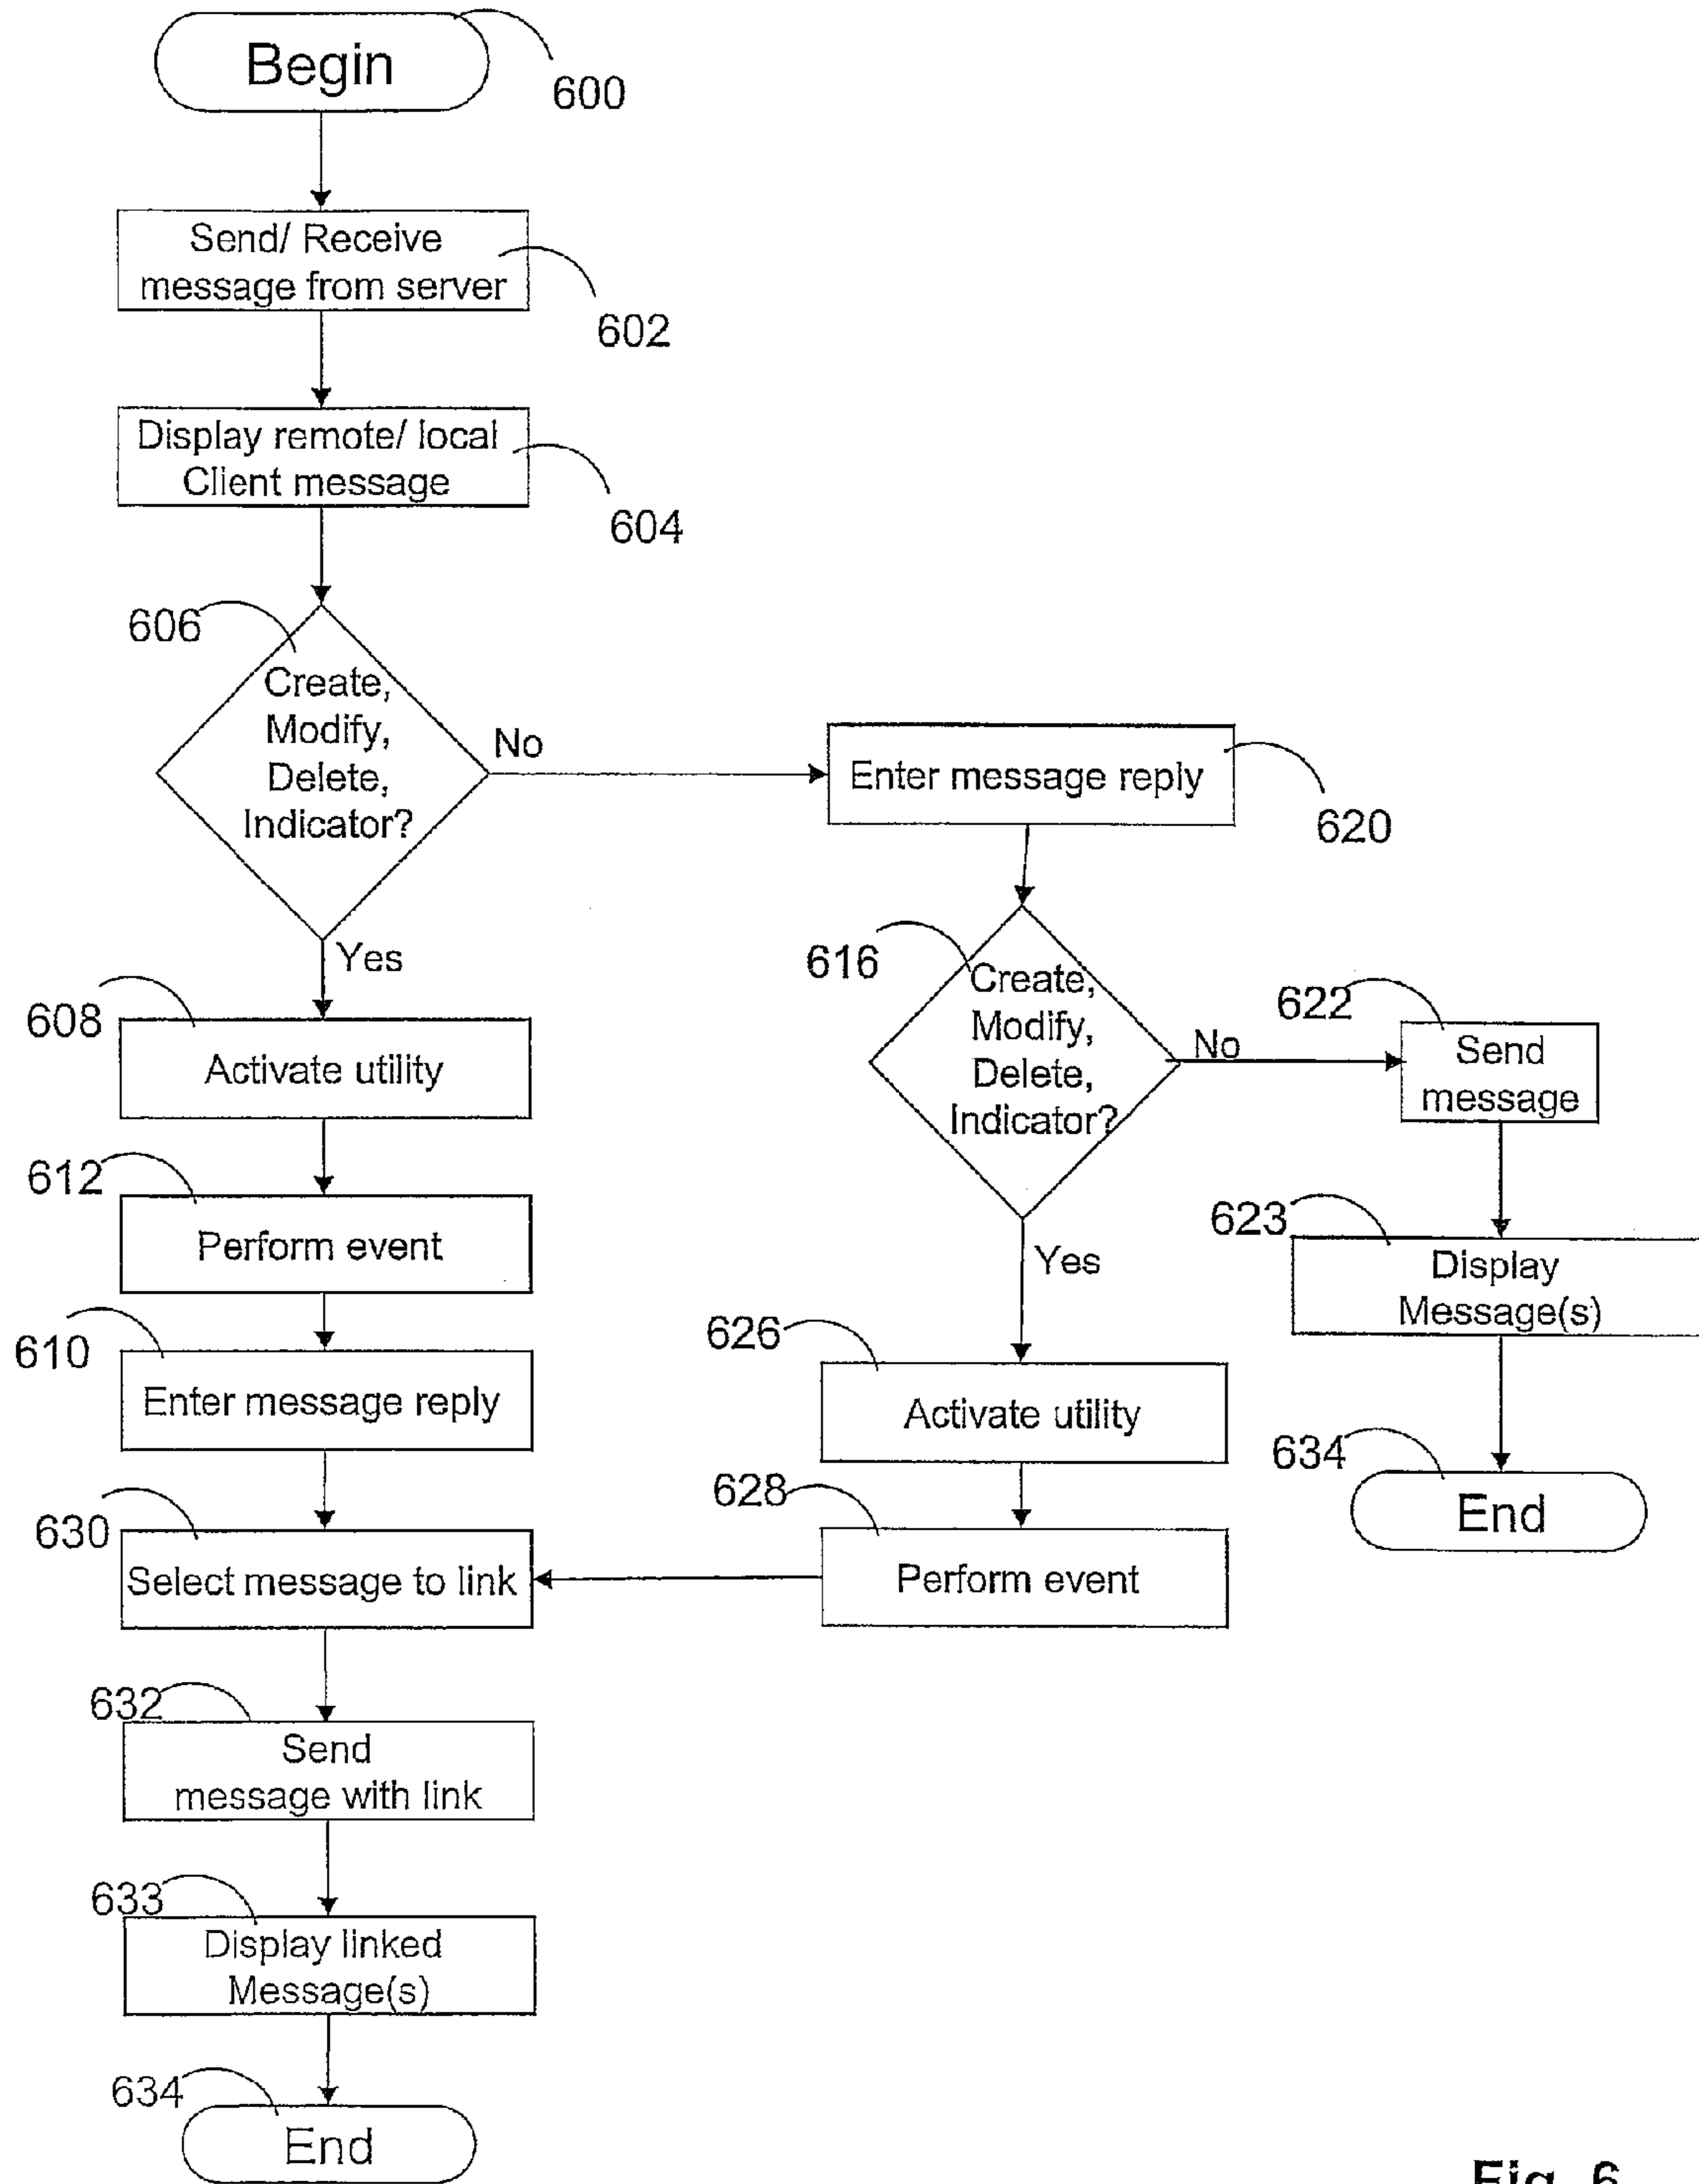 Begin
600
Send/ Receive
message from server
602
Display remote/ local
Client message
604
606
Create,
Modify,
Delete,
Indicator?
No
Yes
Enter message reply
620
616
Create,
Modify,
Delete,
Indicator?
No
Yes
622
Send
message
623
Display
Message(s)
634
End
608
Activate utility
612
Perform event
610
Enter message reply
626
Activate utility
628
Perform event
630
Select message to link
632
Send
message with link
633
Display linked
Message(s)
634
End
Fig. 6